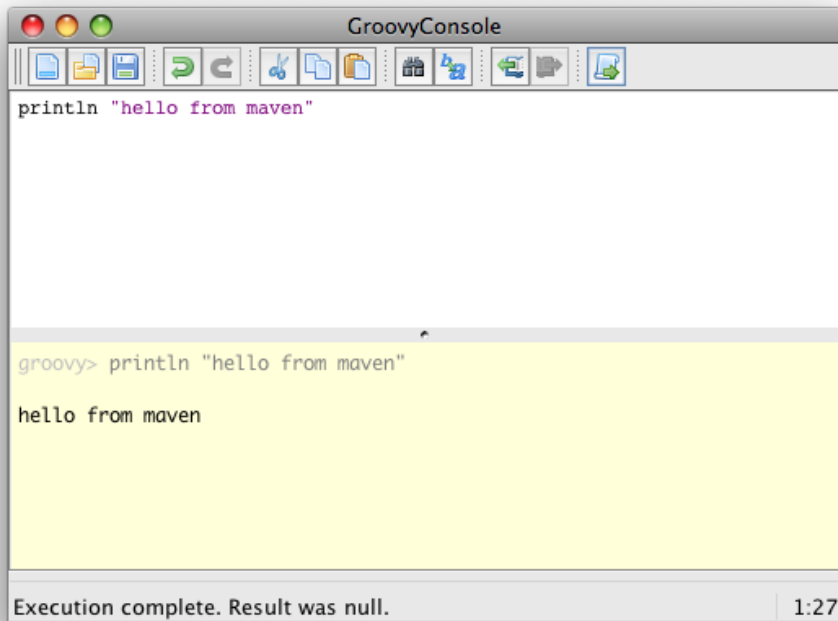 GroovyConsole
println "hello from maven"
groovy> println "hello from maven"
hello from maven
Execution complete. Result was null.
1:27